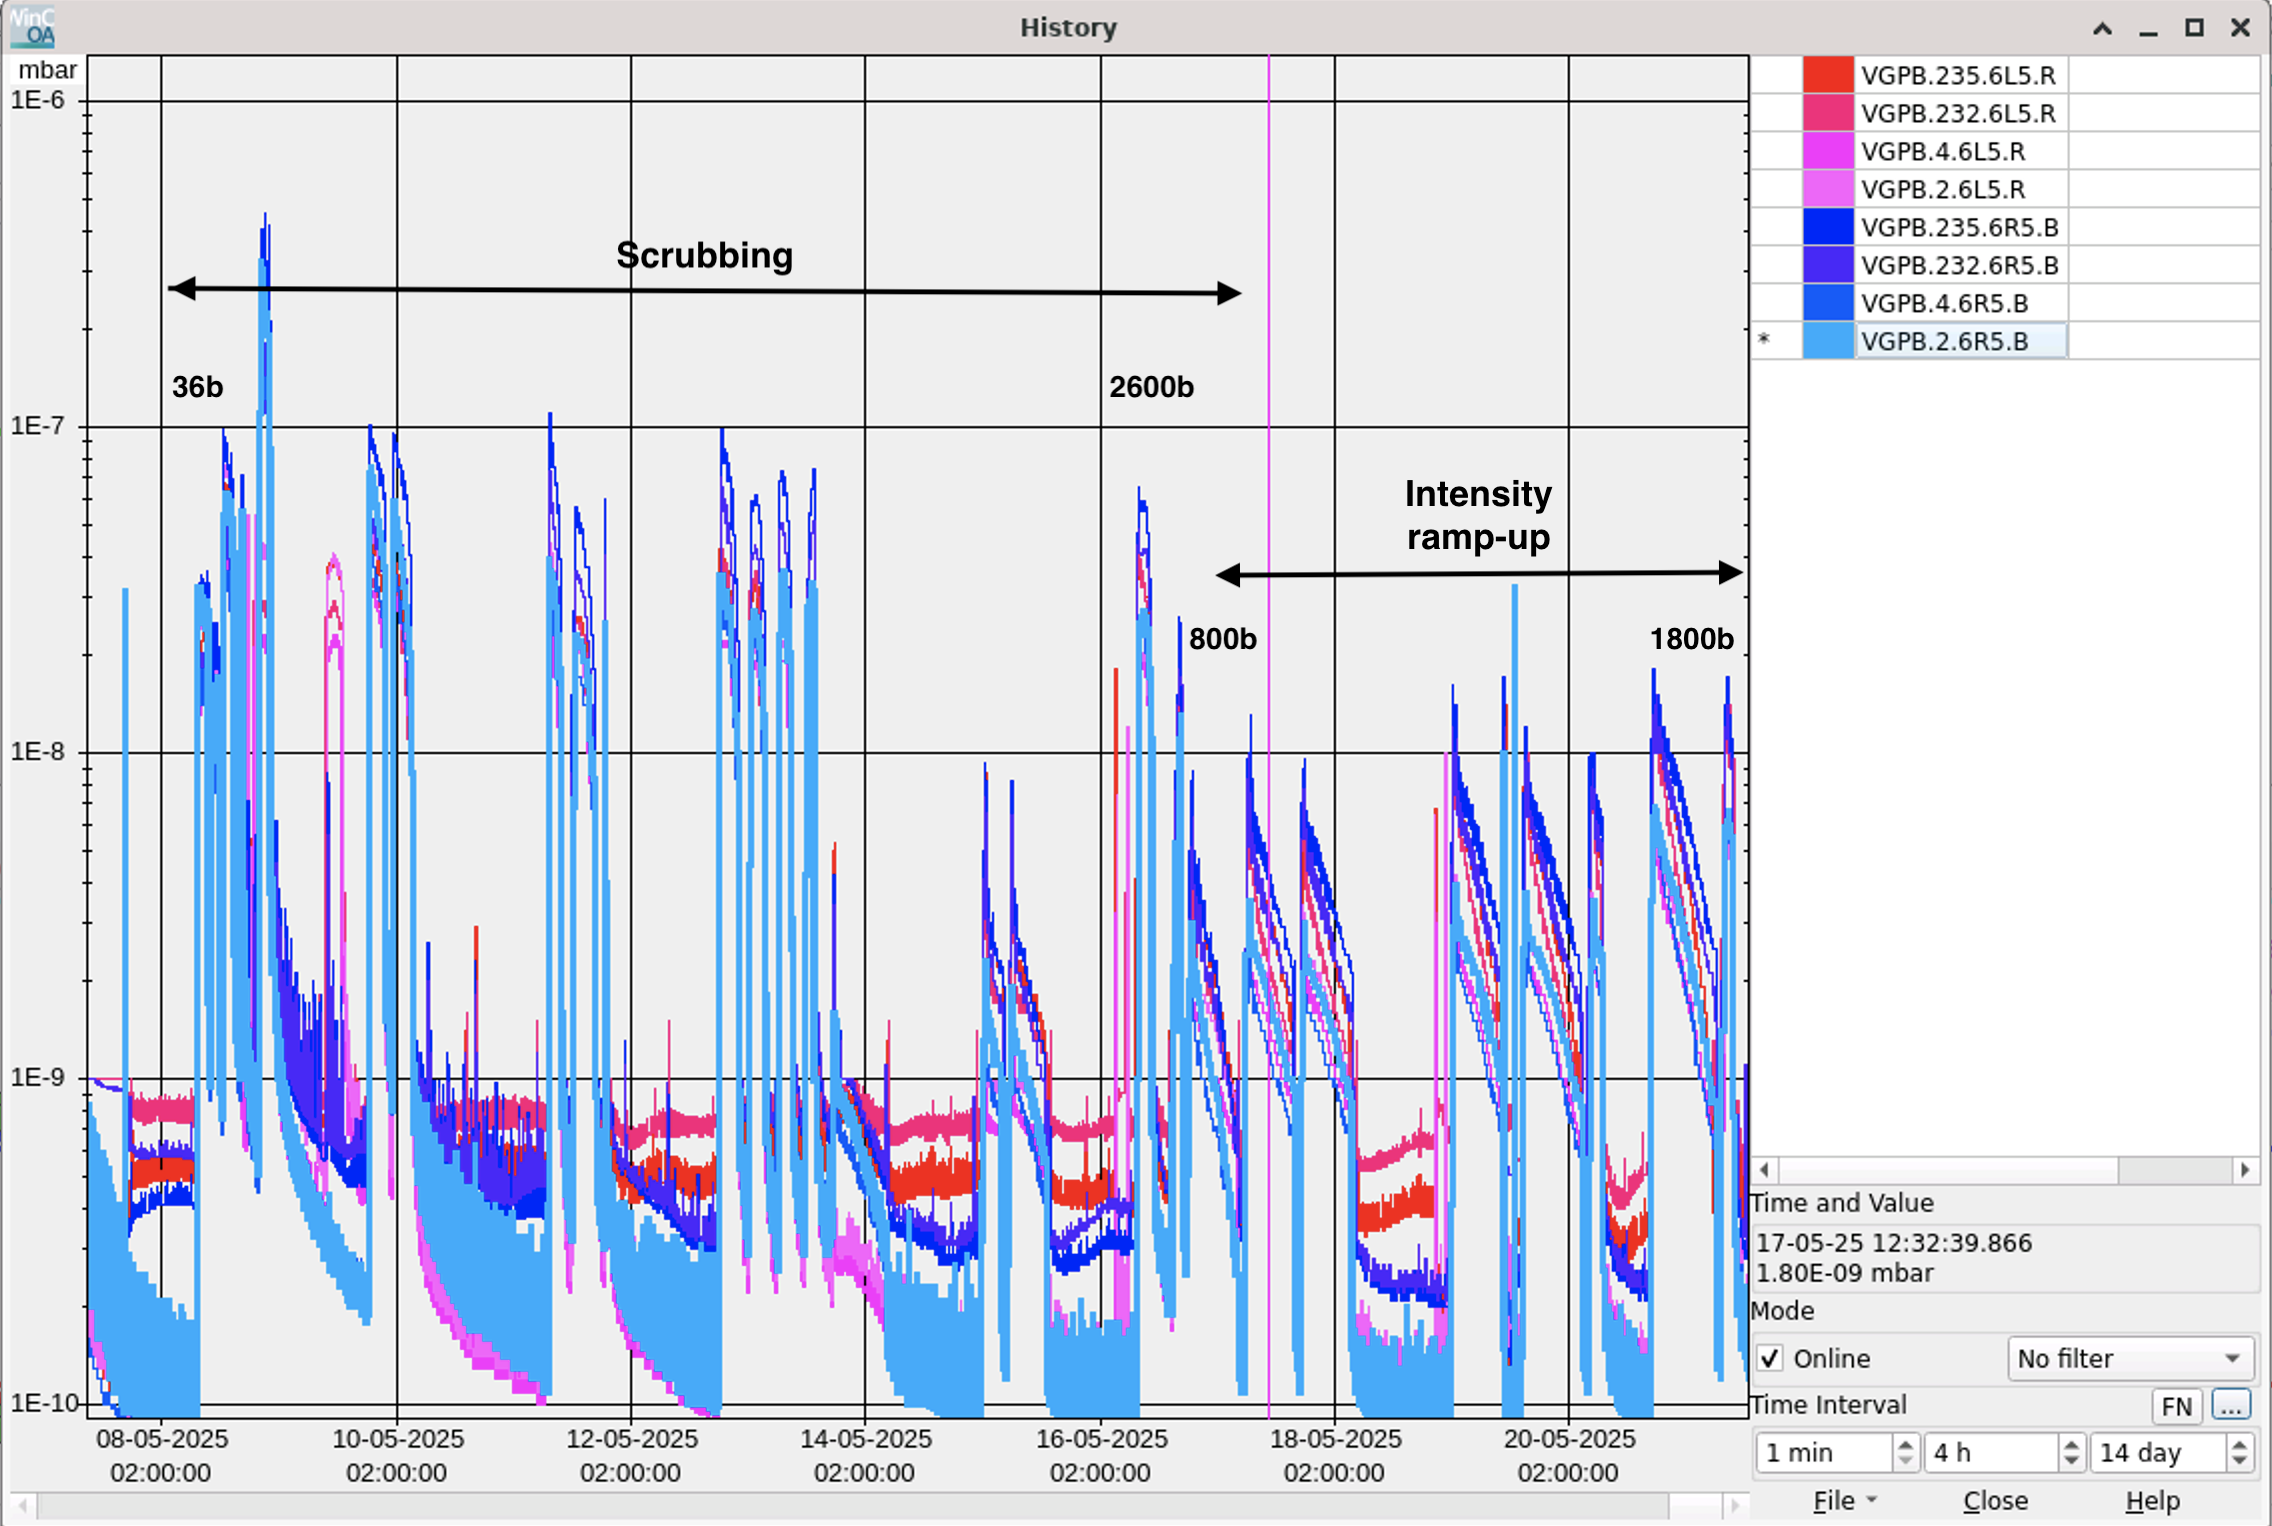 WinC
OA
History
mbar
1E-6
1E-7
1E-8
1E-9
1E-10
Scrubbing
36b
2600b
Intensity
ramp-up
800b
1800b
08-05-2025
02:00:00
10-05-2025
02:00:00
12-05-2025
02:00:00
14-05-2025
02:00:00
16-05-2025
02:00:00
18-05-2025
02:00:00
20-05-2025
02:00:00
VGPB.235.6L5.R
VGPB.232.6L5.R
VGPB.4.6L5.R
VGPB.2.6L5.R
VGPB.235.6R5.B
VGPB.232.6R5.B
VGPB.4.6R5.B
* VGPB.2.6R5.B
Time and Value
17-05-25 12:32:39.866
1.80E-09 mbar
Mode
Online
No filter
Time Interval
FN
...
1 min
4 h
14 day
File
Close
Help